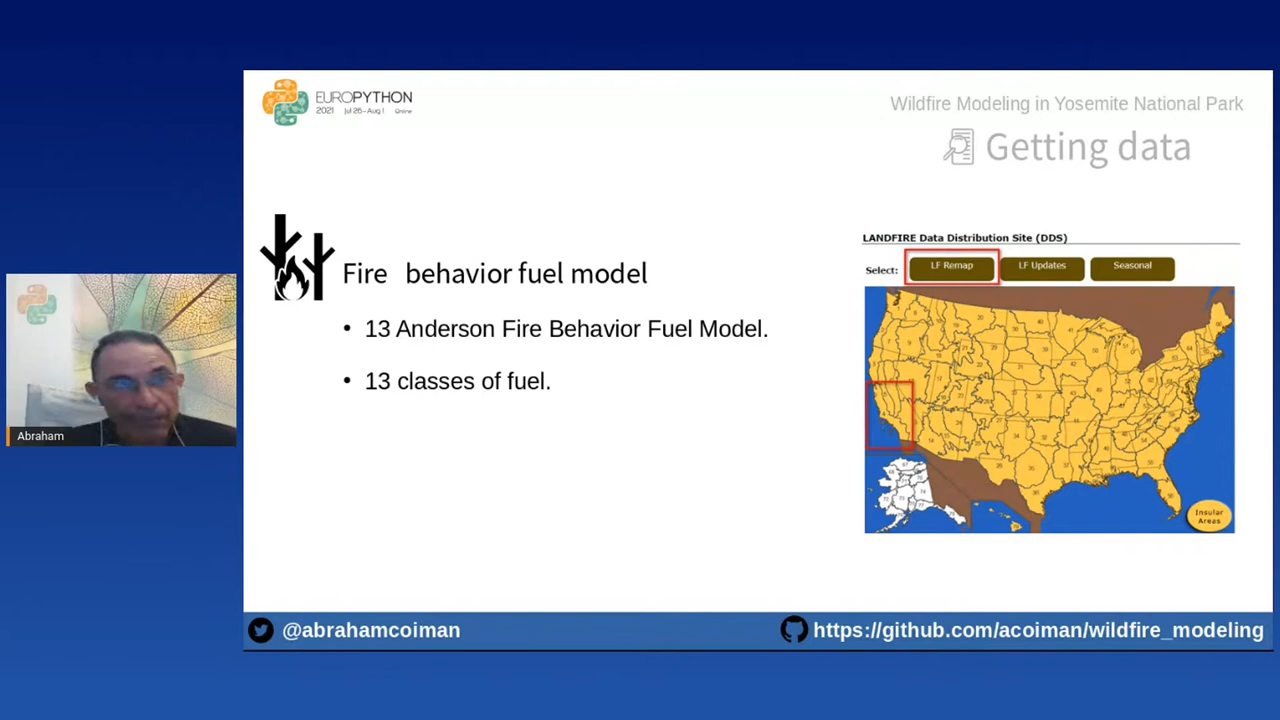 EUROPYTHON
2021 Jul 26-Aug 1 Online
Wildfire Modeling in Yosemite National Park
Getting data
LANDFIRE Data Distribution Site (DDS)
Select: LF Remap LF Updates Seasonal
Fire behavior fuel model
• 13 Anderson Fire Behavior Fuel Model.
• 13 classes of fuel.
Abraham
Insular
Areas
@abrahamcoiman
https://github.com/acoiman/wildfire_modeling